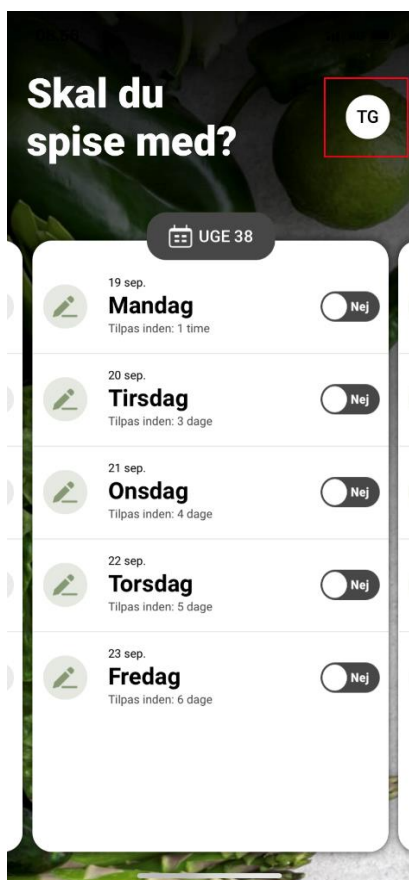 Skal du
spise med?
TG
UGE 38
19 sep.
Mandag
Tilpas inden: 1 time
Nej
20 sep.
Tirsdag
Tilpas inden: 3 dage
Nej
21 sep.
Onsdag
Tilpas inden: 4 dage
Nej
22 sep.
Torsdag
Tilpas inden: 5 dage
Nej
23 sep.
Fredag
Tilpas inden: 6 dage
Nej